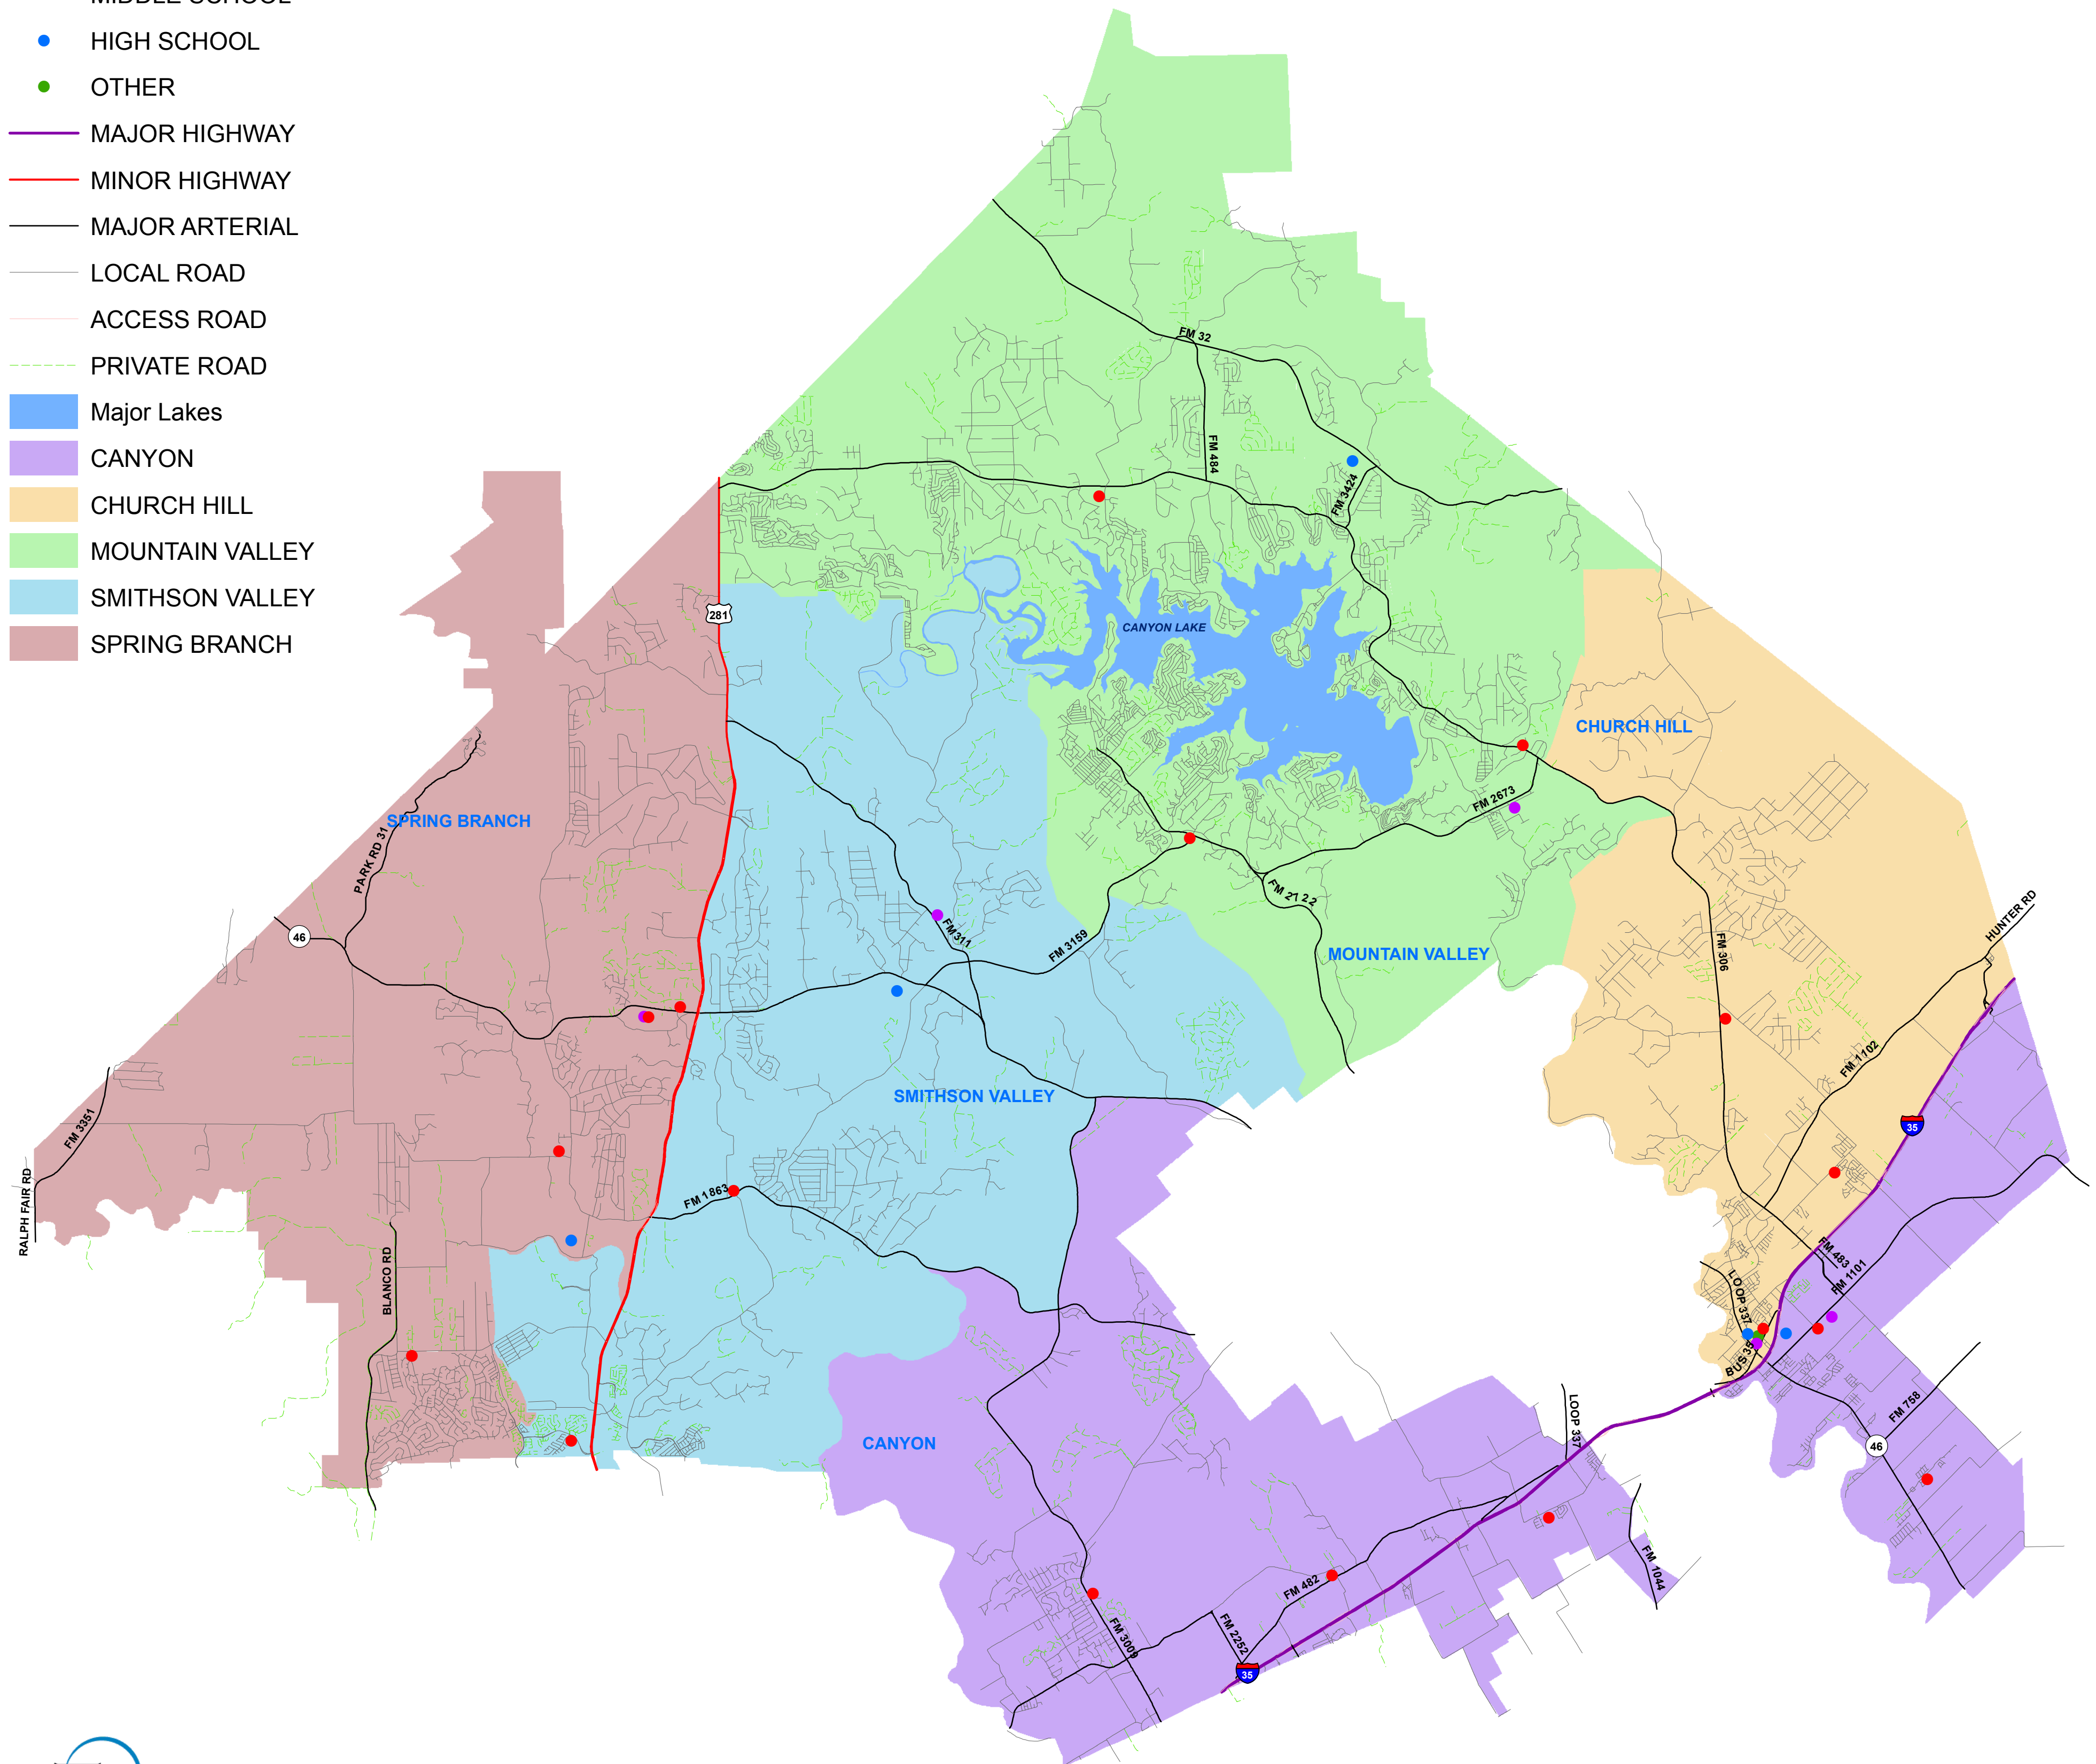 MIDDLE SCHOOL
HIGH SCHOOL
OTHER
MAJOR HIGHWAY
MINOR HIGHWAY
MAJOR ARTERIAL
LOCAL ROAD
ACCESS ROAD
PRIVATE ROAD
Major Lakes
CANYON
CHURCH HILL
MOUNTAIN VALLEY
SMITHSON VALLEY
SPRING BRANCH
FM 32
FM 484
FM 3424
281
CANYON LAKE
CHURCH HILL
FM 2673
SPRING BRANCH
PARK RD 31
FM 2722
HUNTER RD
46
FM 311
FM 3159
MOUNTAIN VALLEY
FM 306
FM 1102
SMITHSON VALLEY
35
FM 3351
RALPH FAIR RD
FM 1863
BLANCO RD
FM 483
FM 1101
LOOP 337
BUS 35
FM 758
46
CANYON
LOOP 337
FM 482
FM 1044
FM 3009
FM 2252
35